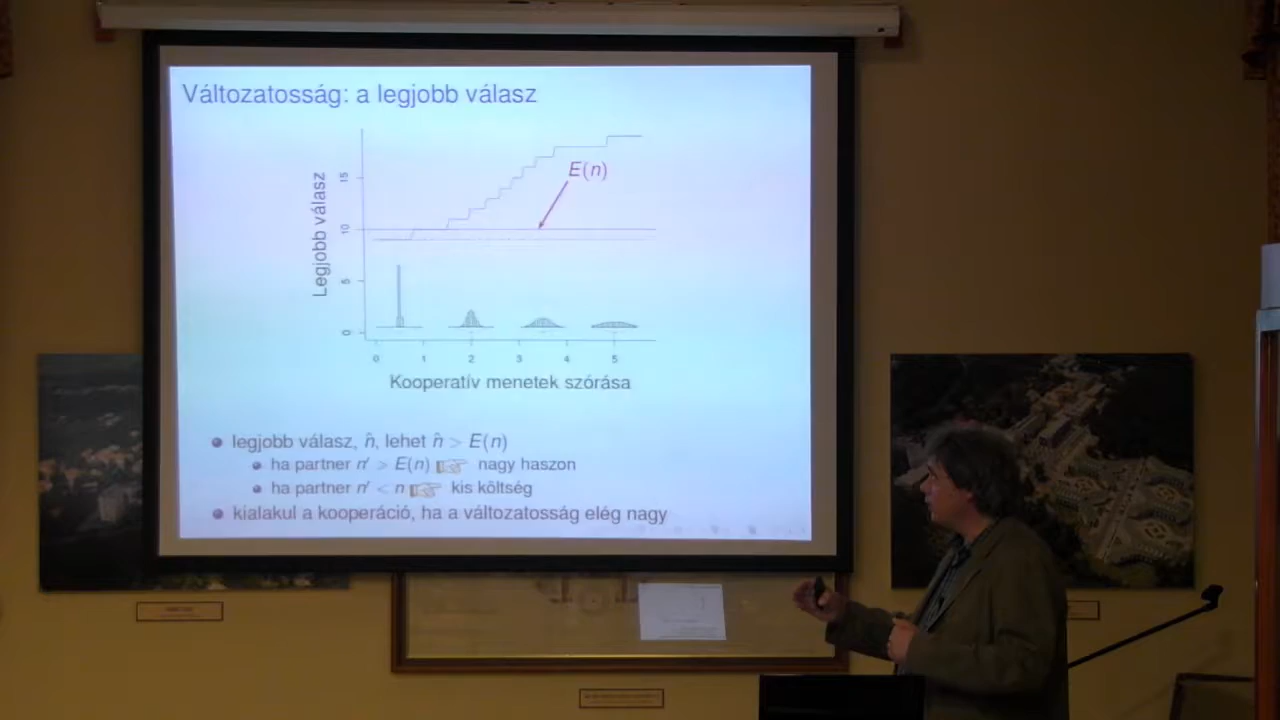 Változatosság: a legjobb válasz
E(n)
Legjobb válasz
15
10
5
0
0 1 2 3 4 5
Kooperatív menetek szórása
legjobb válasz, n̂, lehet n̂ > E(n)
ha partner n′ > E(n) ☞ nagy haszon
ha partner n′ < n ☞ kis költség
kialakul a kooperáció, ha a változatosság elég nagy